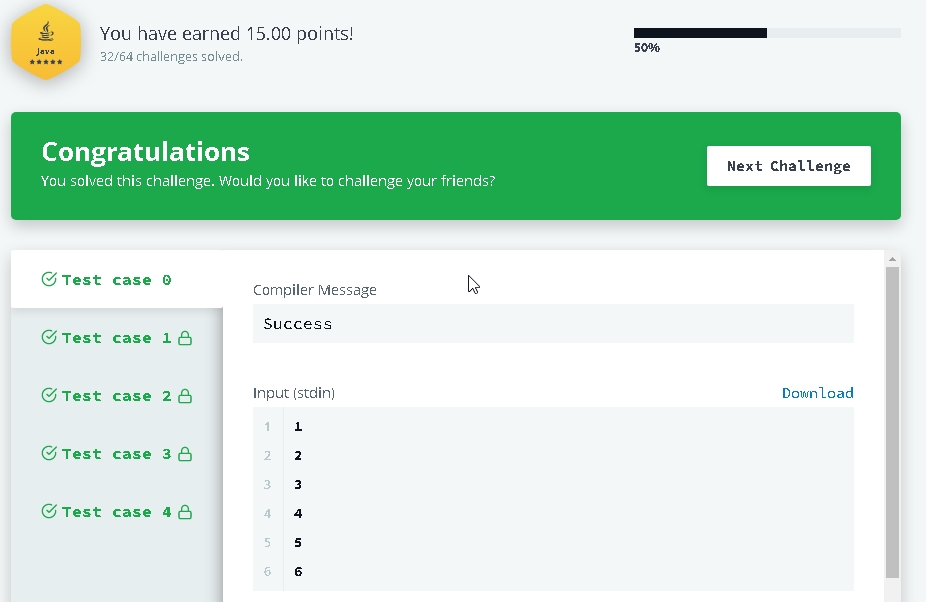 Java
You have earned 15.00 points!
32/64 challenges solved.
50%
Congratulations
You solved this challenge. Would you like to challenge your friends?
Next Challenge
Test case 0
Test case 1
Test case 2
Test case 3
Test case 4
Compiler Message
Success
Input (stdin)
Download
1 1
2 2
3 3
4 4
5 5
6 6